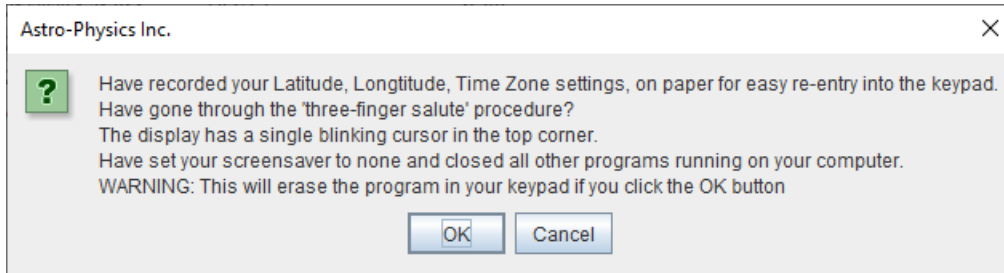 Astro-Physics Inc.
Have recorded your Latitude, Longtitude, Time Zone settings, on paper for easy re-entry into the keypad.
Have gone through the 'three-finger salute' procedure?
The display has a single blinking cursor in the top corner.
Have set your screensaver to none and closed all other programs running on your computer.
WARNING: This will erase the program in your keypad if you click the OK button
OK
Cancel